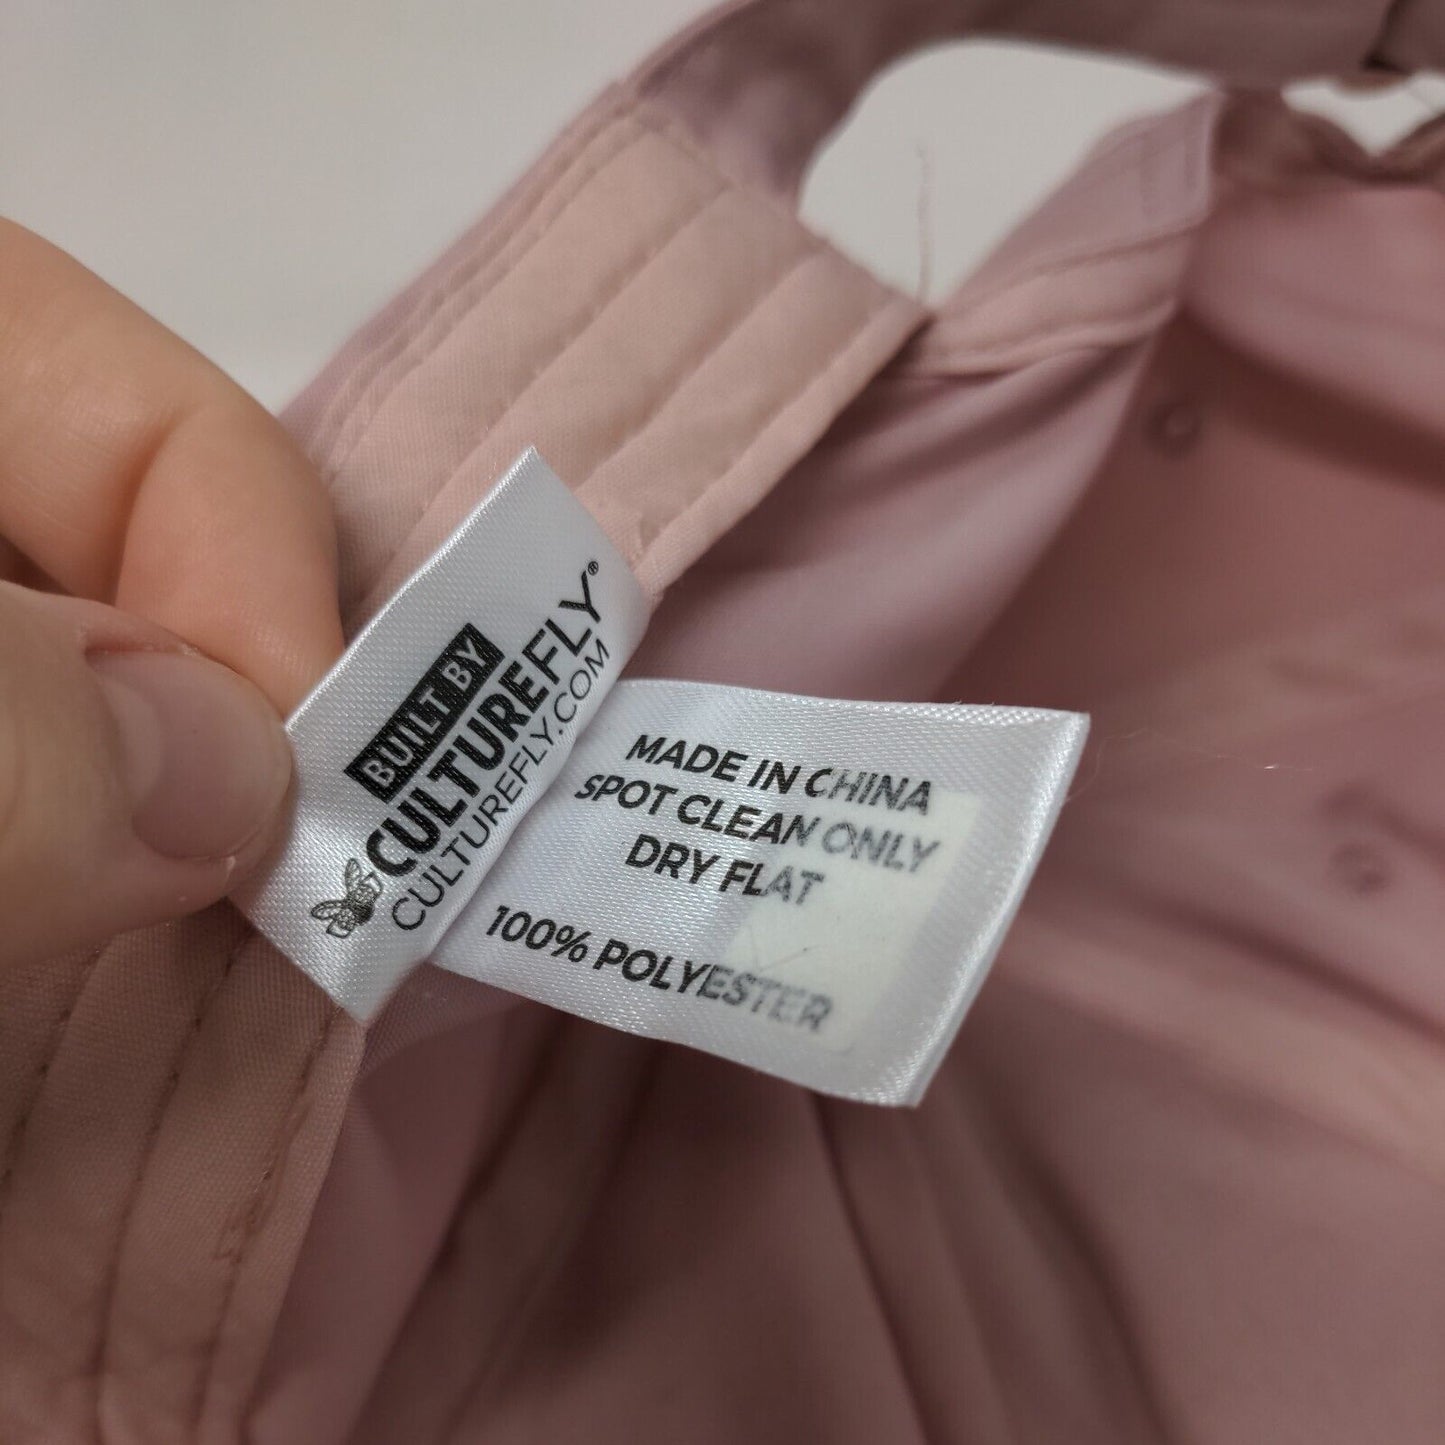 BUILT BY
CULTUREFLY®
CULTUREFLY.COM
MADE IN CHINA
SPOT CLEAN ONLY
DRY FLAT
100% POLYESTER